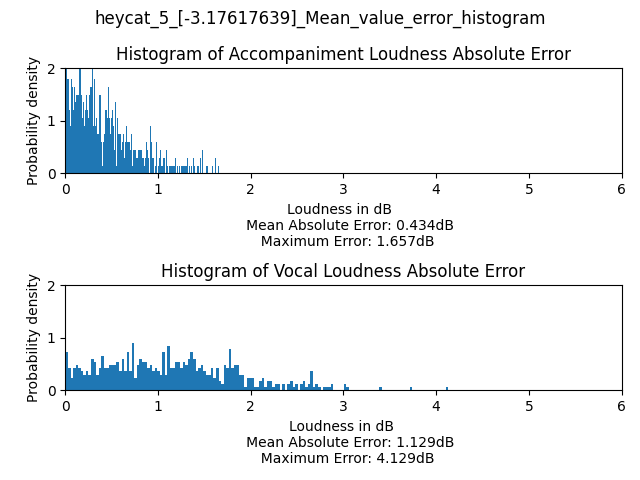 heycat_5_[-3.17617639]_Mean_value_error_histogram
Histogram of Accompaniment Loudness Absolute Error
Probability density
2
1
0
0 1 2 3 4 5 6
Loudness in dB
Mean Absolute Error: 0.434dB
Maximum Error: 1.657dB
Histogram of Vocal Loudness Absolute Error
Probability density
2
1
0
0 1 2 3 4 5 6
Loudness in dB
Mean Absolute Error: 1.129dB
Maximum Error: 4.129dB